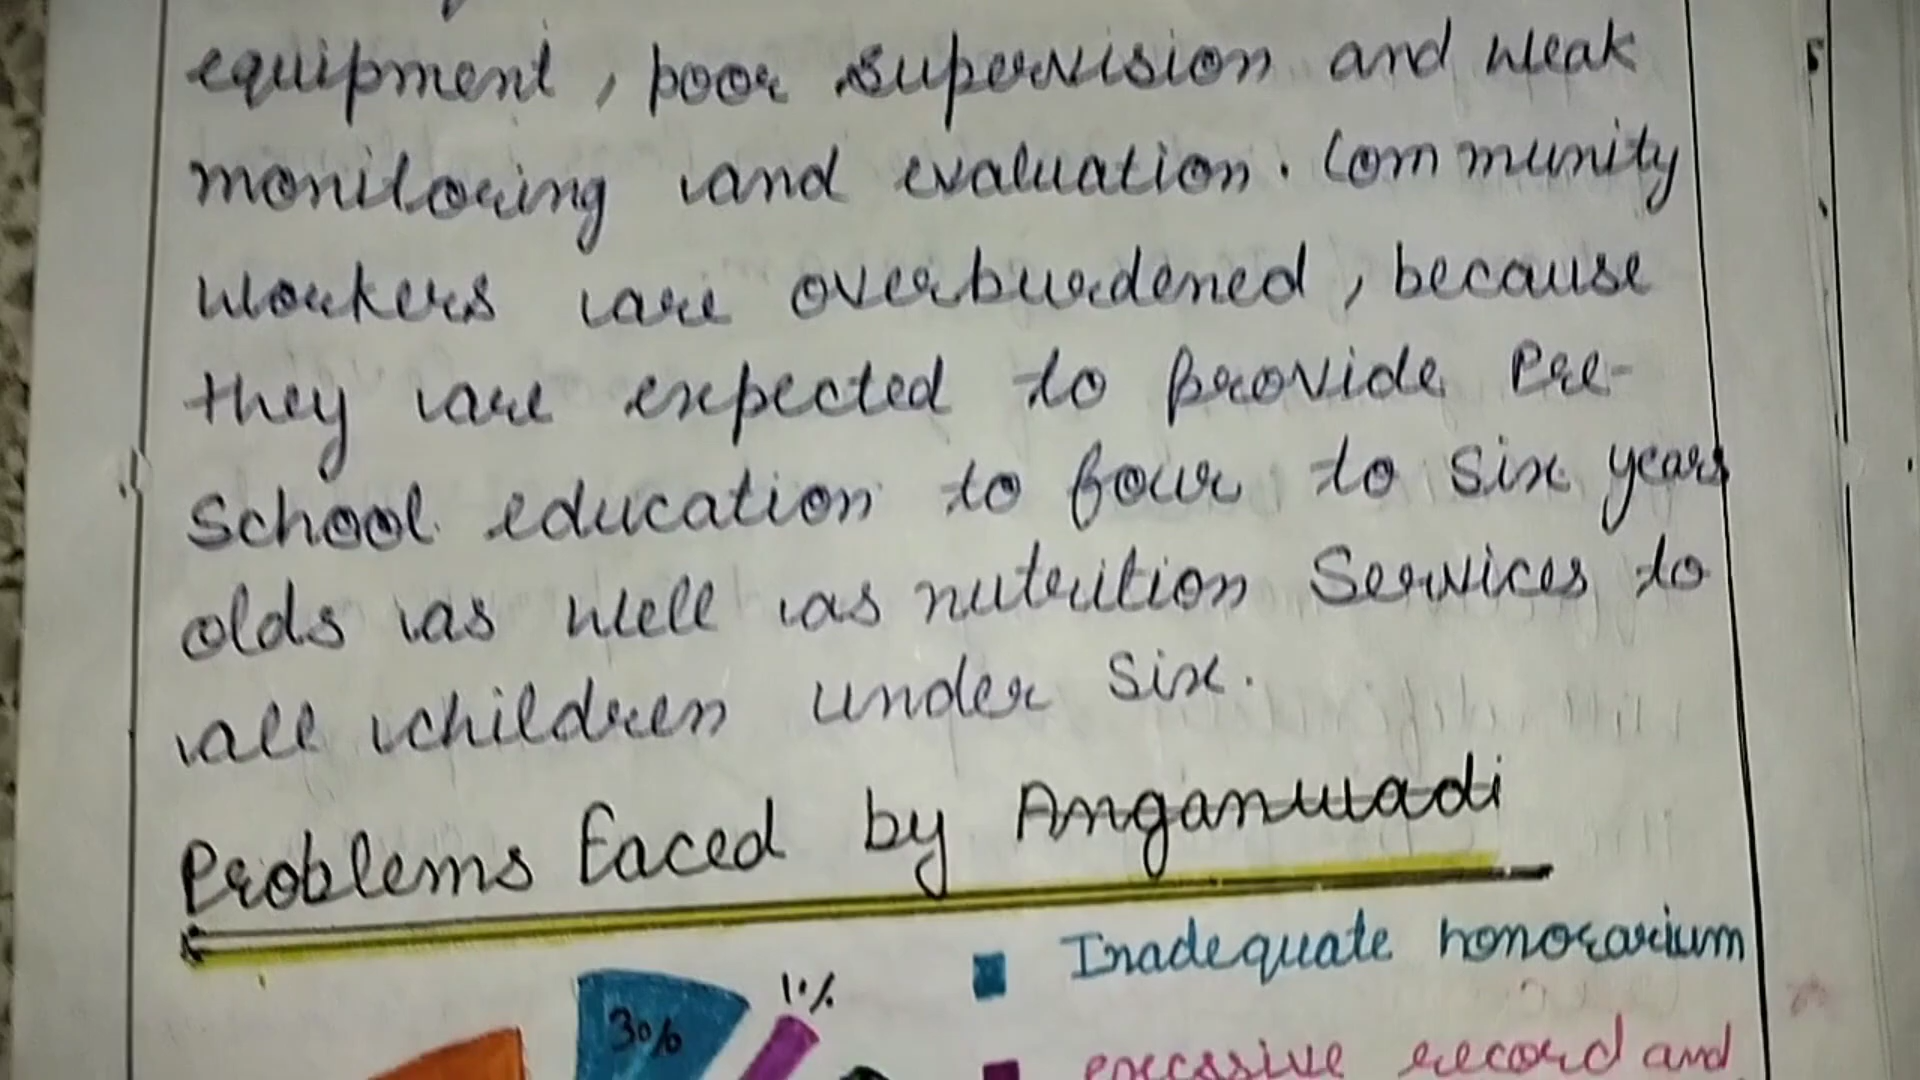 equipment, poor supervision and weak
monitoring and evaluation. Community
workers are overburdened, because
they are expected to provide Pre-
School education to four to six years
olds as well as nutrition Services to
all children under six.
Problems Faced by Anganwadi
Inadequate honorarium
30%
1%
excessive record and